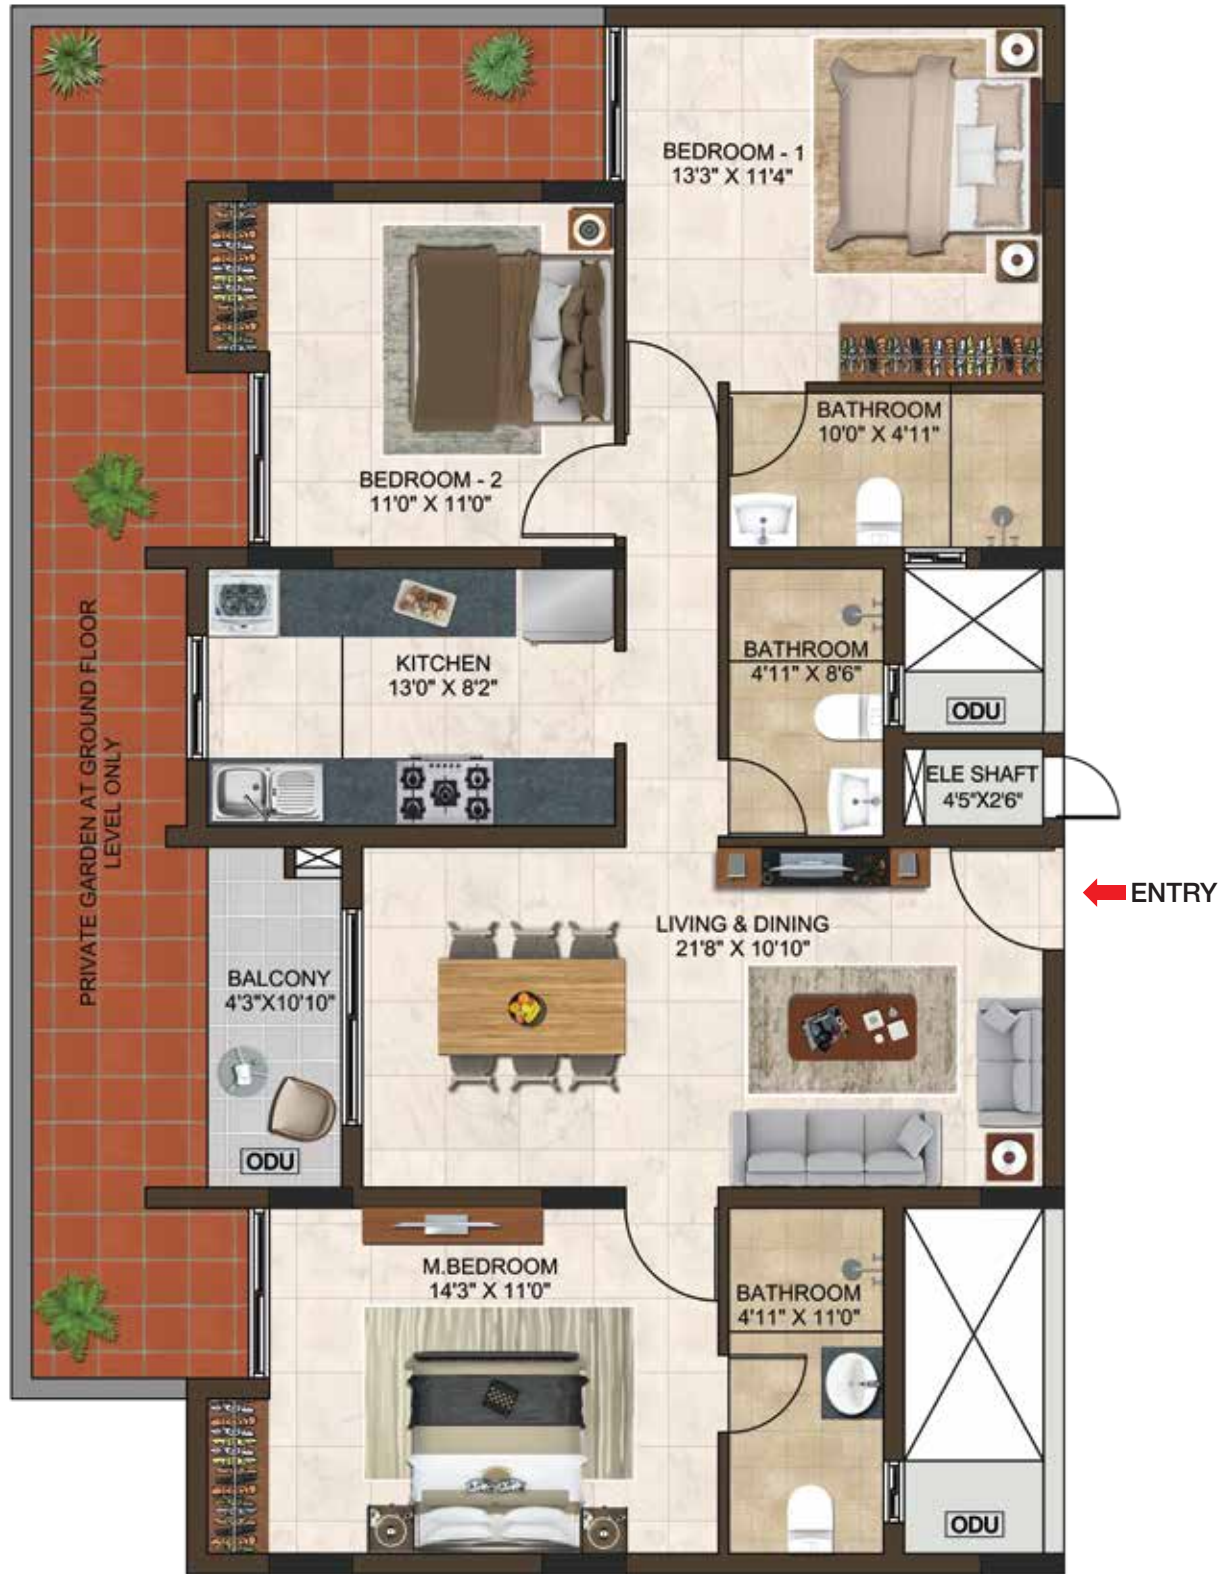 BEDROOM - 1
13'3" X 11'4"
BATHROOM
10'0" X 4'11"
BEDROOM - 2
11'0" X 11'0"
PRIVATE GARDEN AT GROUND FLOOR
LEVEL ONLY
KITCHEN
13'0" X 8'2"
BATHROOM
4'11" X 8'6"
ODU
ELE SHAFT
4'5"X2'6"
ENTRY
LIVING & DINING
21'8" X 10'10"
BALCONY
4'3"X10'10"
ODU
M.BEDROOM
14'3" X 11'0"
BATHROOM
4'11" X 11'0"
ODU